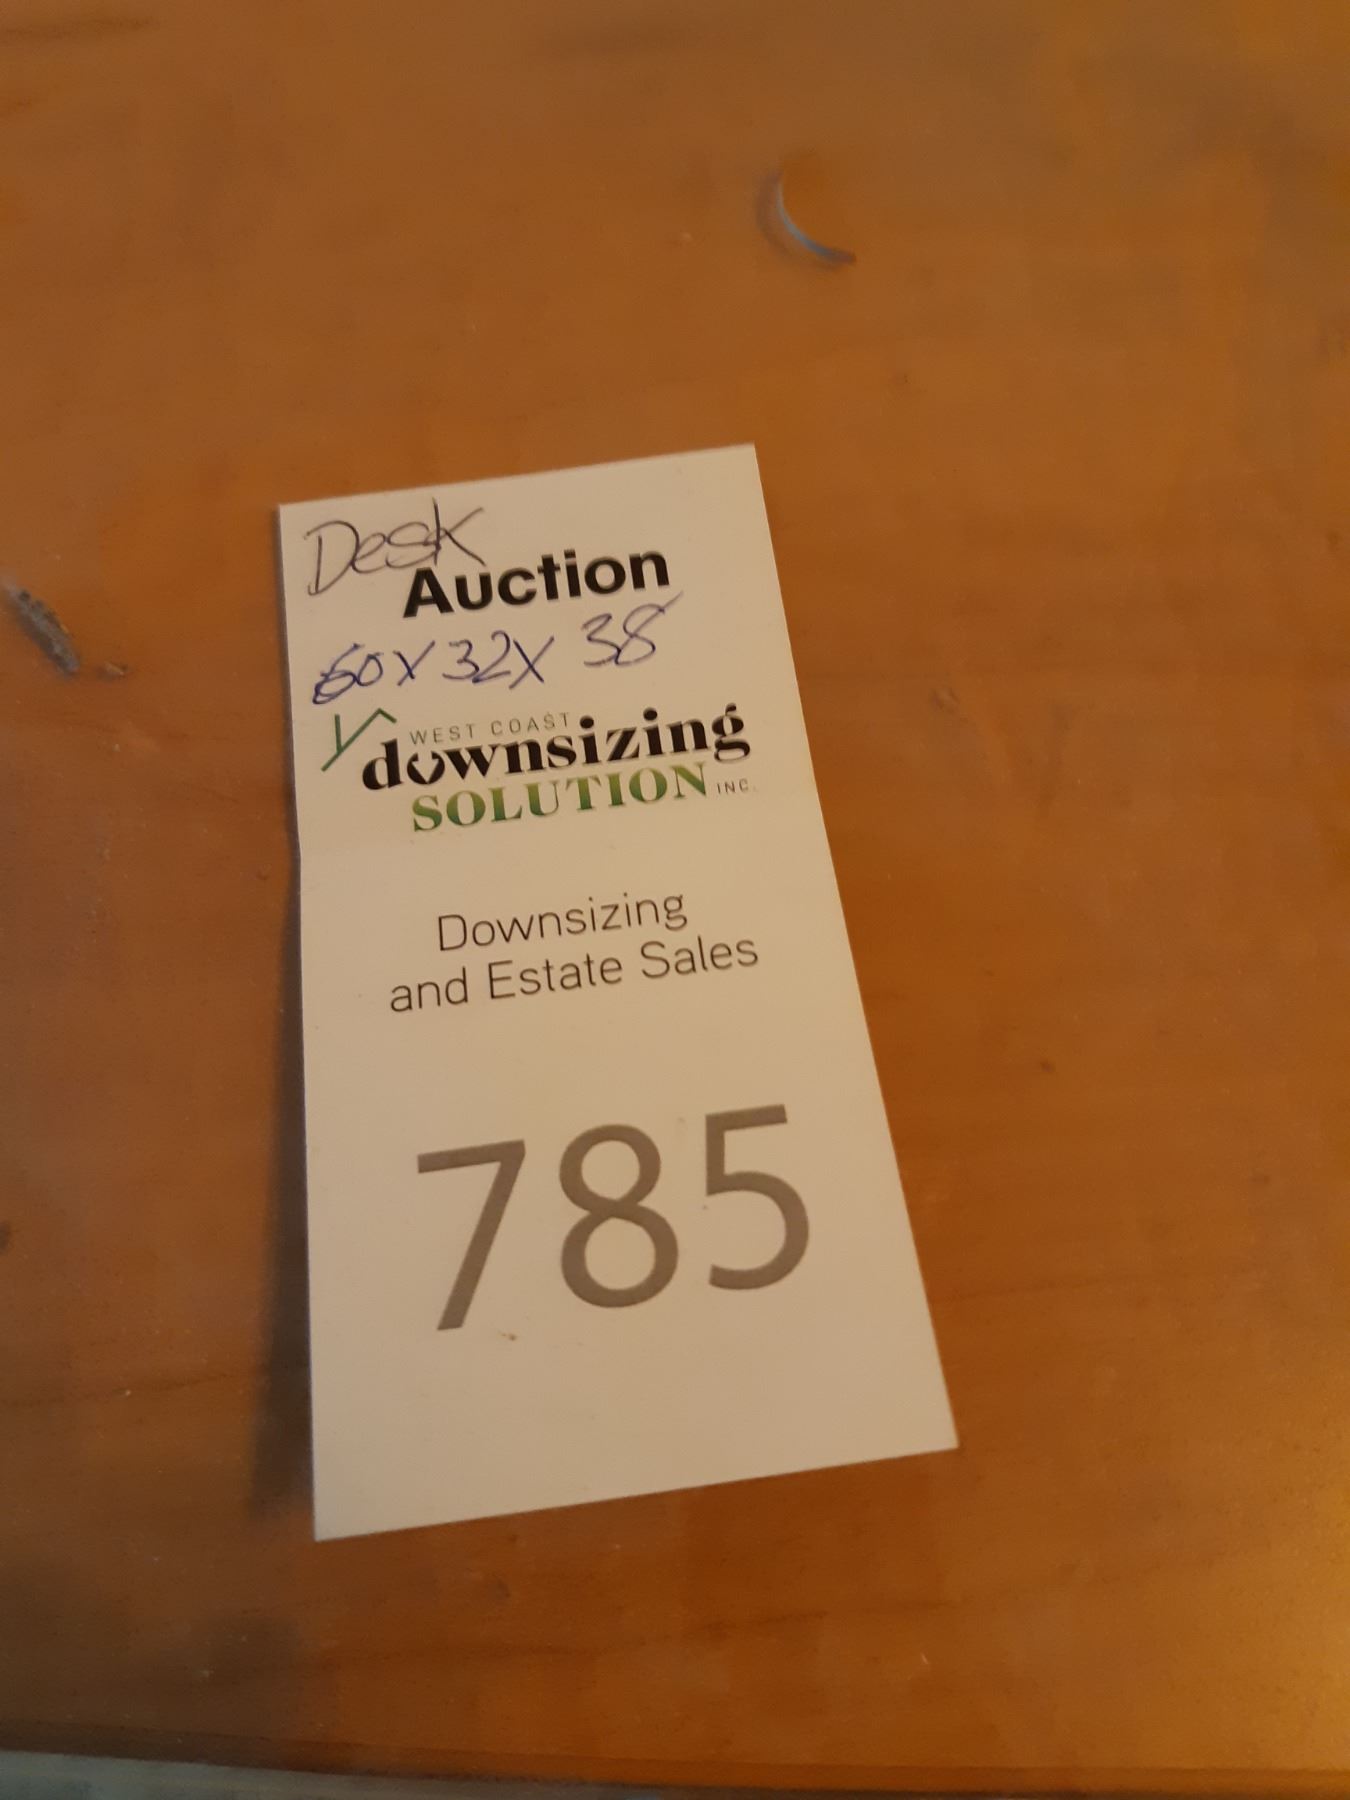 Desk
Auction
60 x 32 x 38
WEST COAST
downsizing
SOLUTION INC.
Downsizing
and Estate Sales
785